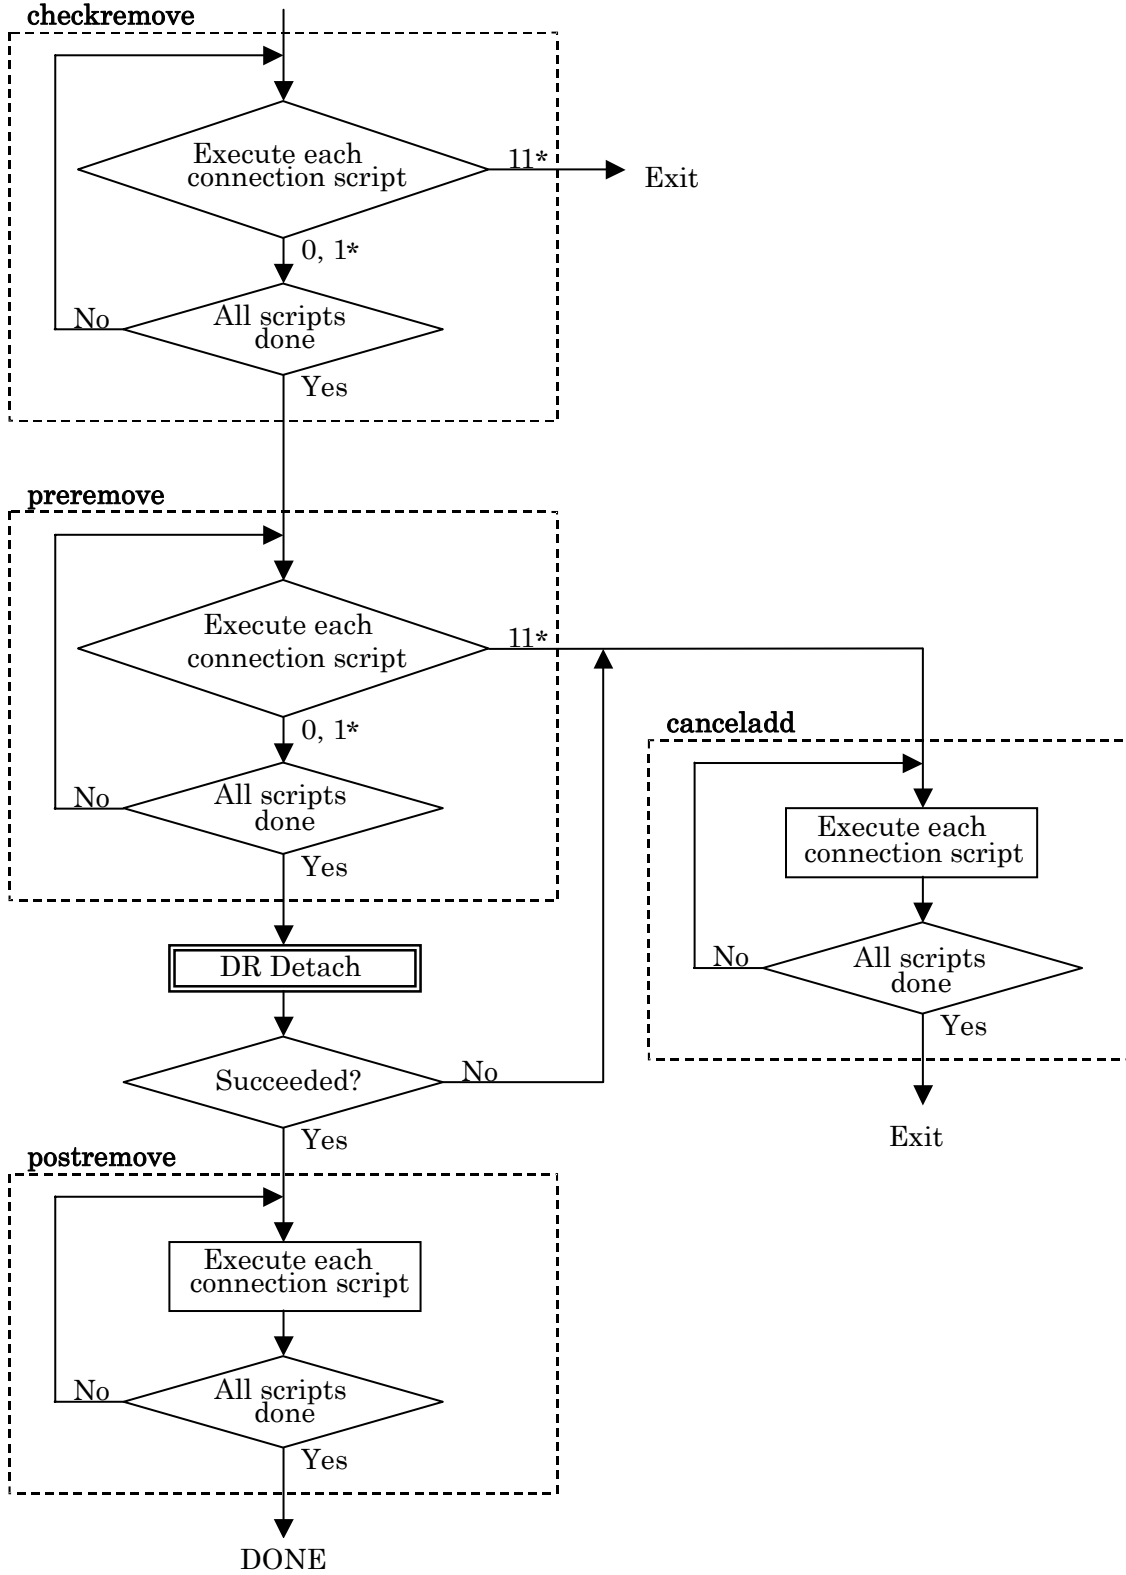 checkremove
Execute each
connection script
11*
Exit
0, 1*
All scripts
done
No
Yes
preremove
Execute each
connection script
11*
0, 1*
All scripts
done
No
Yes
canceladd
Execute each
connection script
All scripts
done
No
Yes
Exit
DR Detach
Succeeded?
No
Yes
postremove
Execute each
connection script
All scripts
done
No
Yes
DONE